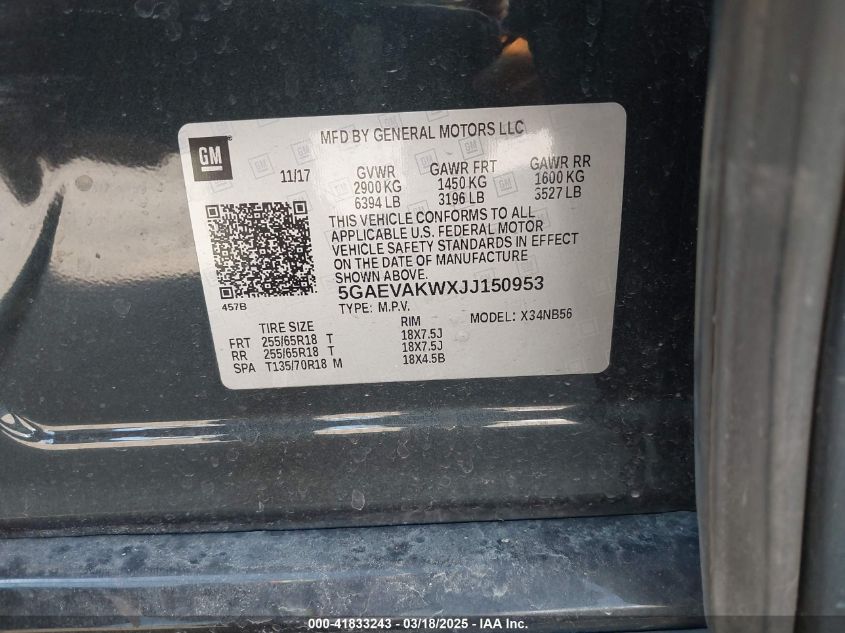 GM
MFD BY GENERAL MOTORS LLC
11/17 GVWR GAWR FRT GAWR RR
2900 KG 1450 KG 1600 KG
6394 LB 3196 LB 3527 LB
THIS VEHICLE CONFORMS TO ALL
APPLICABLE U.S. FEDERAL MOTOR
VEHICLE SAFETY STANDARDS IN EFFECT
ON THE DATE OF MANUFACTURE
SHOWN ABOVE.
457B
5GAEVAKWXJJ150953
TYPE: M.P.V. MODEL: X34NB56
TIRE SIZE RIM
FRT 255/65R18 T 18X7.5J
RR 255/65R18 T 18X7.5J
SPA T135/70R18 M 18X4.5B
000-41833243 - 03/18/2025 - IAA Inc.